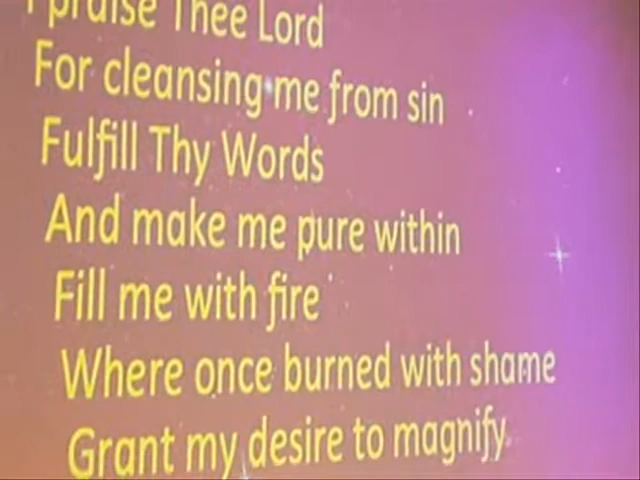 I praise Thee Lord
For cleansing me from sin
Fulfill Thy Words
And make me pure within
Fill me with fire
Where once burned with shame
Grant my desire to magnify